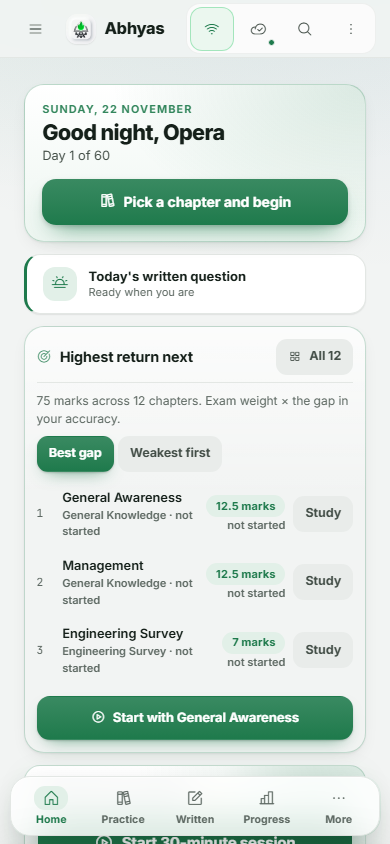 Abhyas
SUNDAY, 22 NOVEMBER
Good night, Opera
Day 1 of 60
Pick a chapter and begin
Today's written question
Ready when you are
Highest return next
All 12
75 marks across 12 chapters. Exam weight × the gap in
your accuracy.
Best gap
Weakest first
1
General Awareness
General Knowledge · not
started
12.5 marks
not started
Study
2
Management
General Knowledge · not
started
12.5 marks
not started
Study
3
Engineering Survey
Engineering Survey · not
started
7 marks
not started
Study
Start with General Awareness
Home
Practice
Written
Progress
More
Start 30-minute session